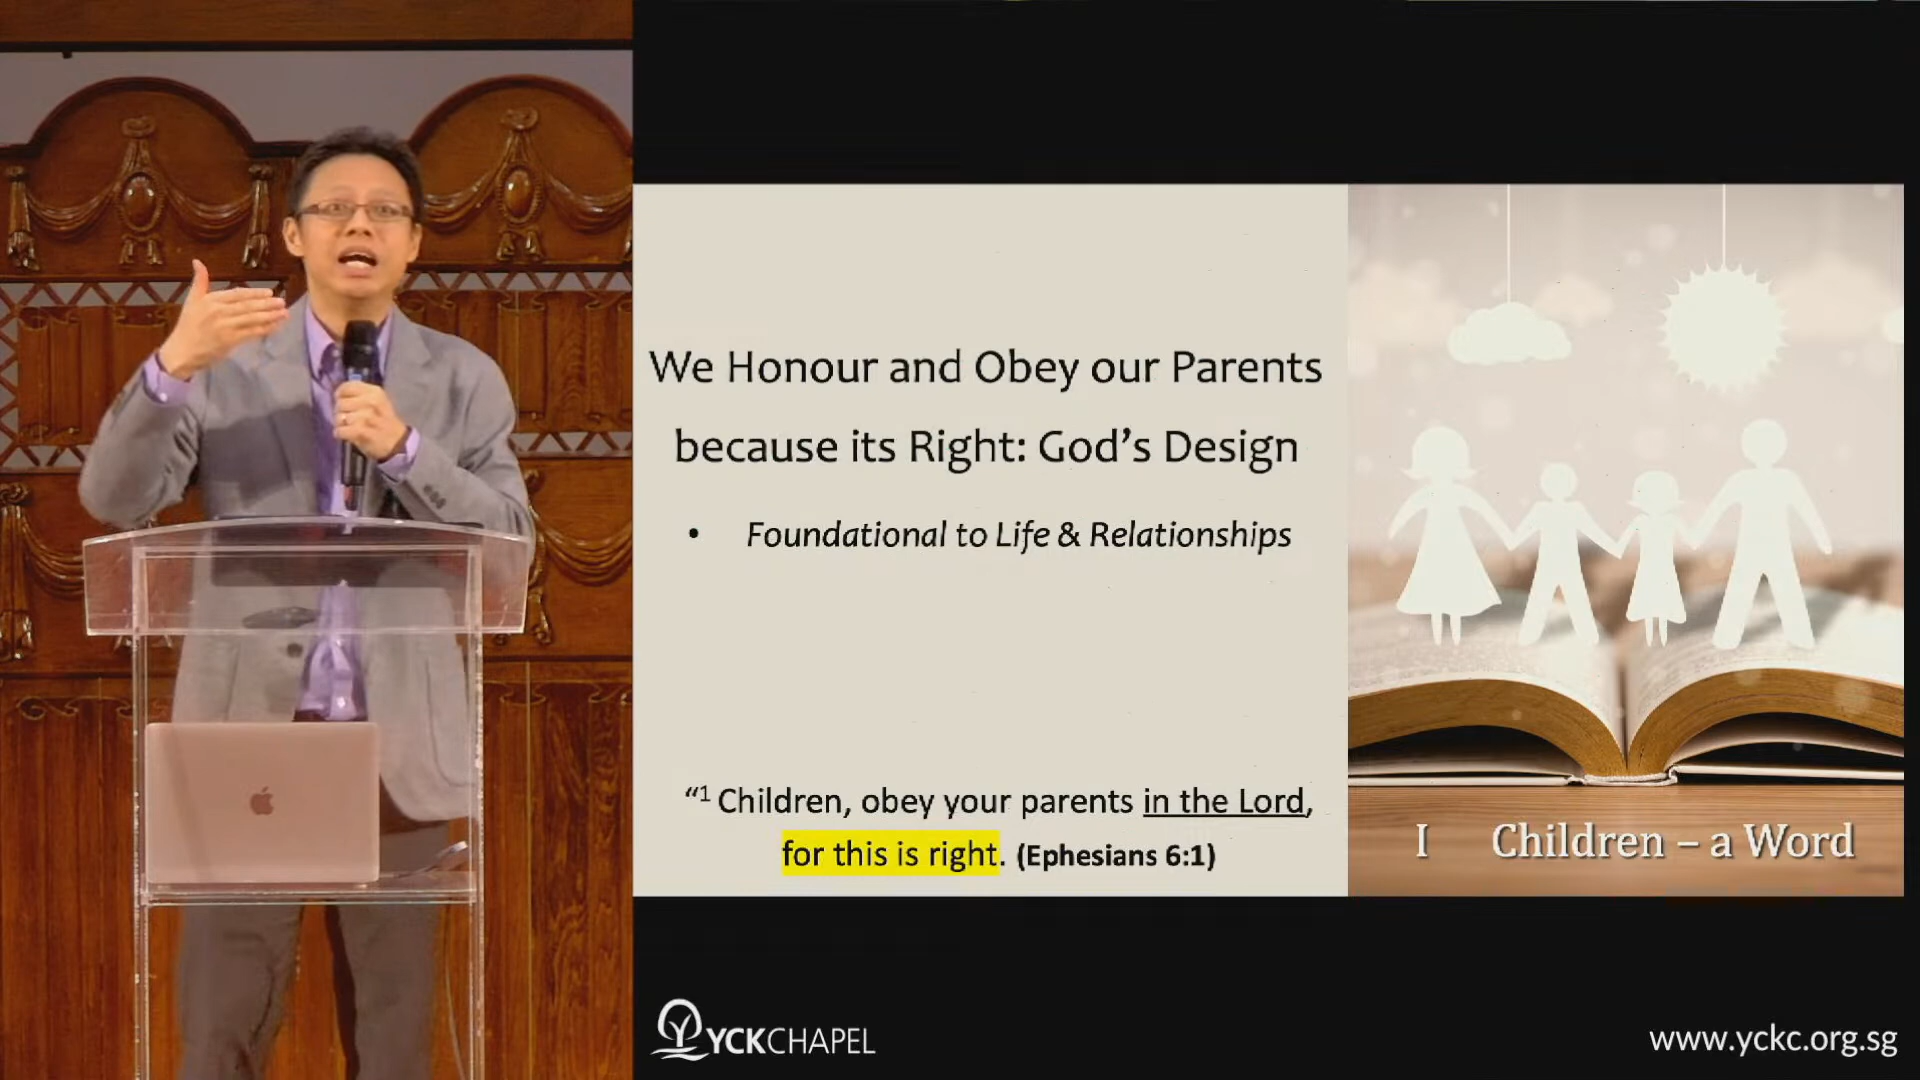 We Honour and Obey our Parents
because its Right: God's Design
• Foundational to Life & Relationships
“1 Children, obey your parents in the Lord,
for this is right. (Ephesians 6:1)
I Children – a Word
YCKCHAPEL
www.yckc.org.sg